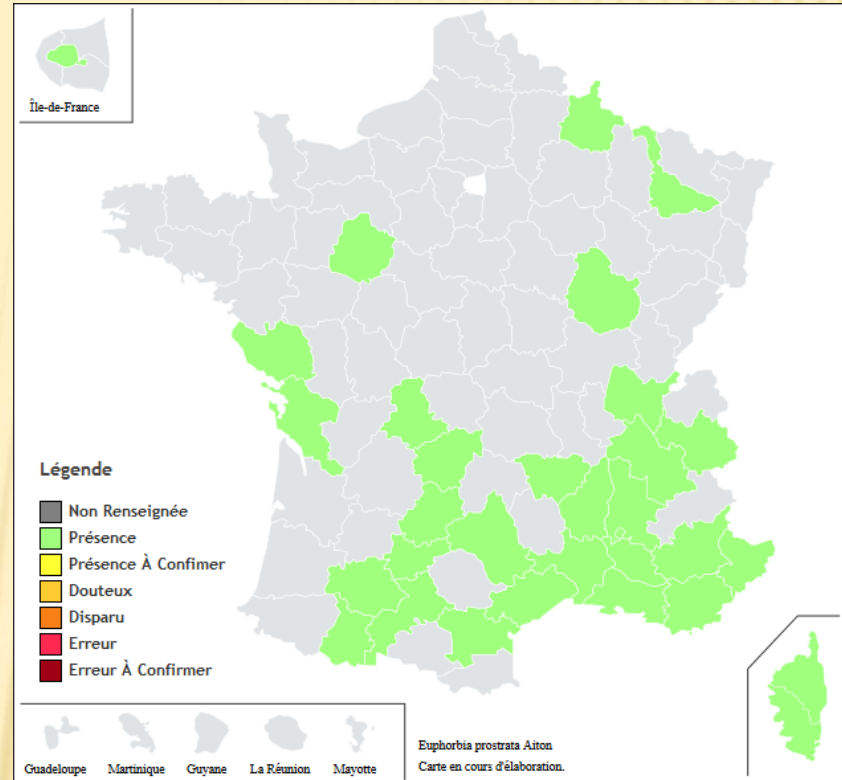 Île-de-France
Légende
Non Renseignée
Présence
Présence À Confimer
Douteux
Disparu
Erreur
Erreur À Confirmer
Guadeloupe Martinique Guyane La Réunion Mayotte
Euphorbia prostrata Aiton
Carte en cours d'élaboration.